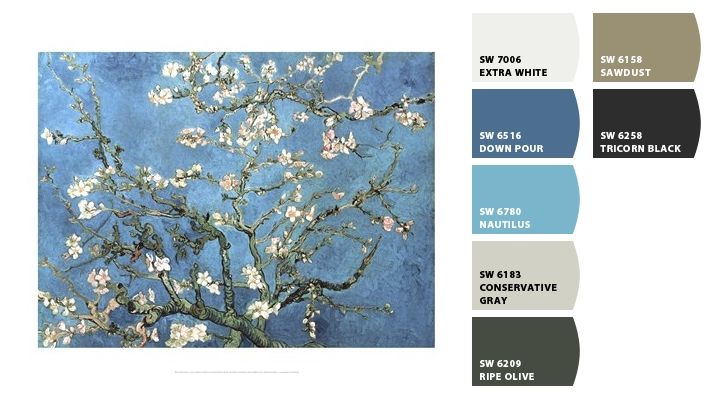 SW 7006
EXTRA WHITE
SW 6158
SAWDUST
SW 6516
DOWN POUR
SW 6258
TRICORN BLACK
SW 6780
NAUTILUS
SW 6183
CONSERVATIVE
GRAY
SW 6209
RIPE OLIVE